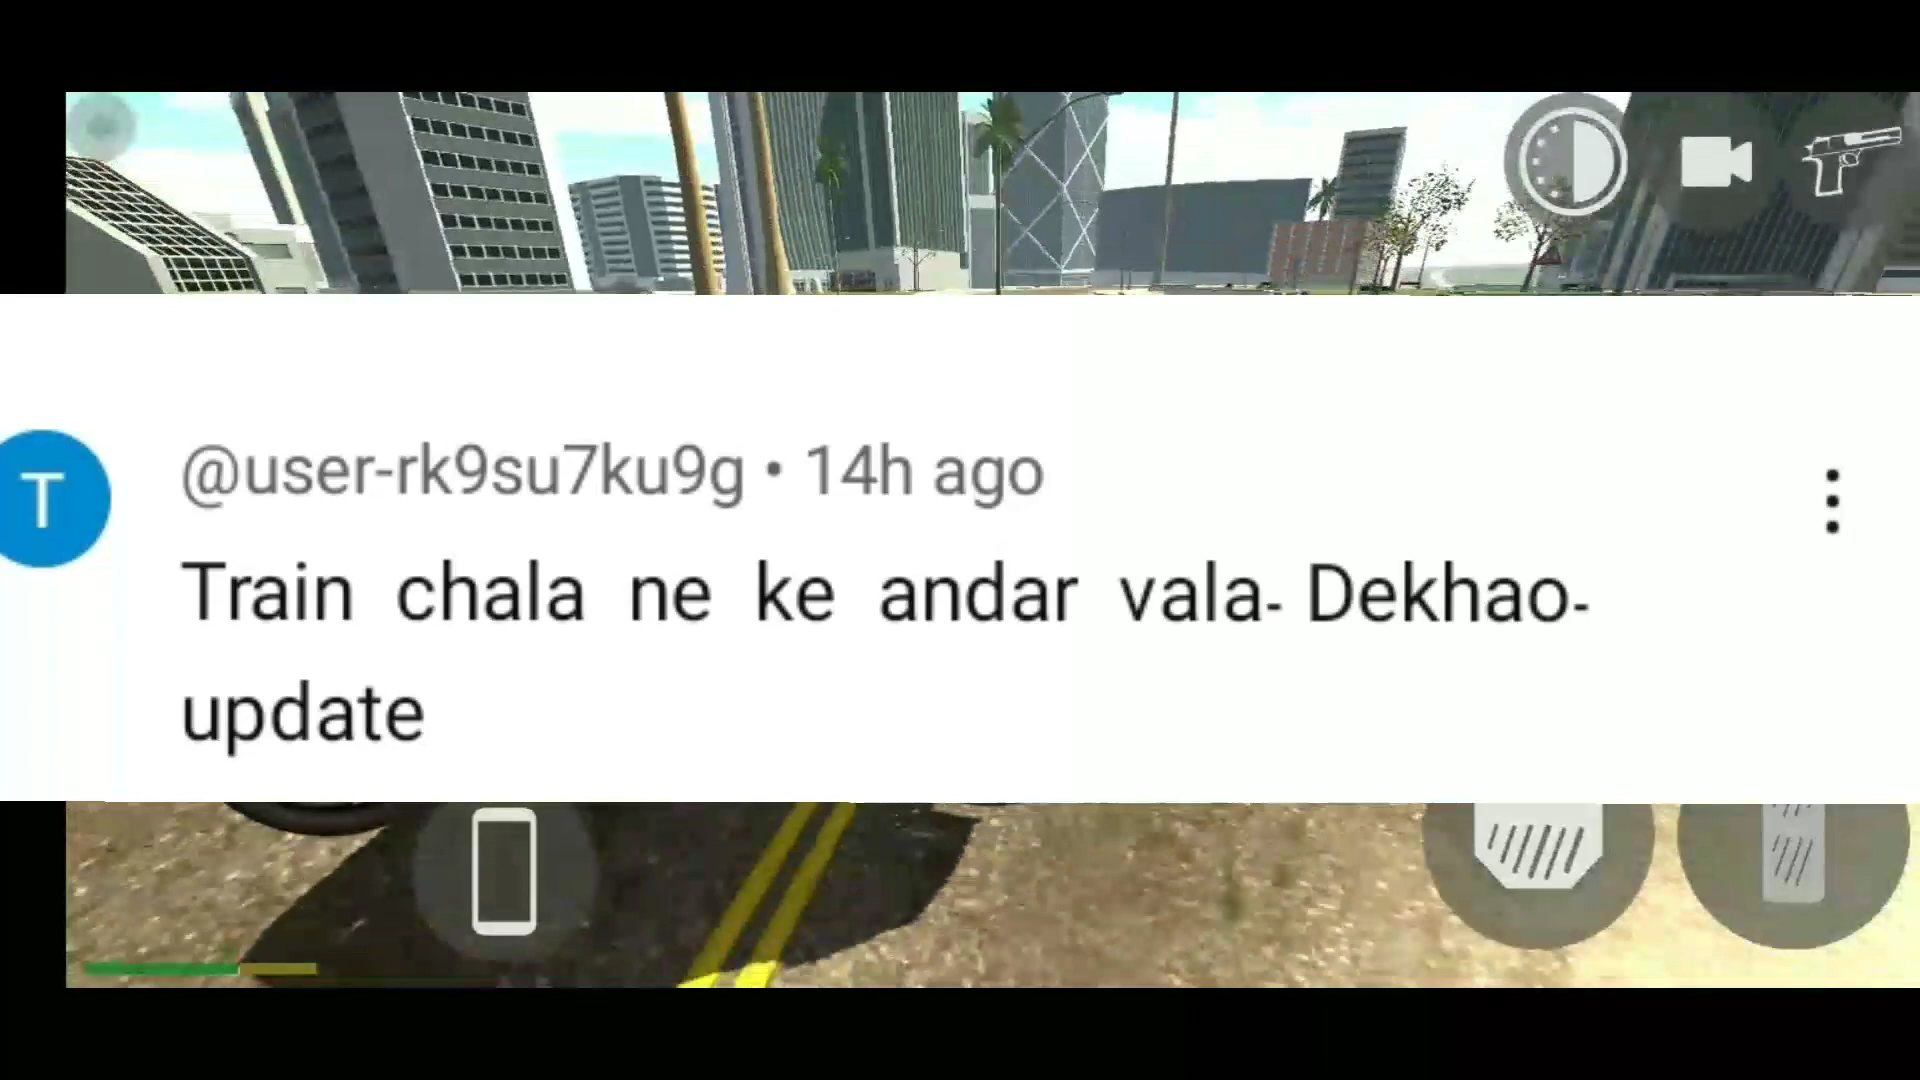 T
@user-rk9su7ku9g • 14h ago
Train chala ne ke andar vala- Dekhao-
update